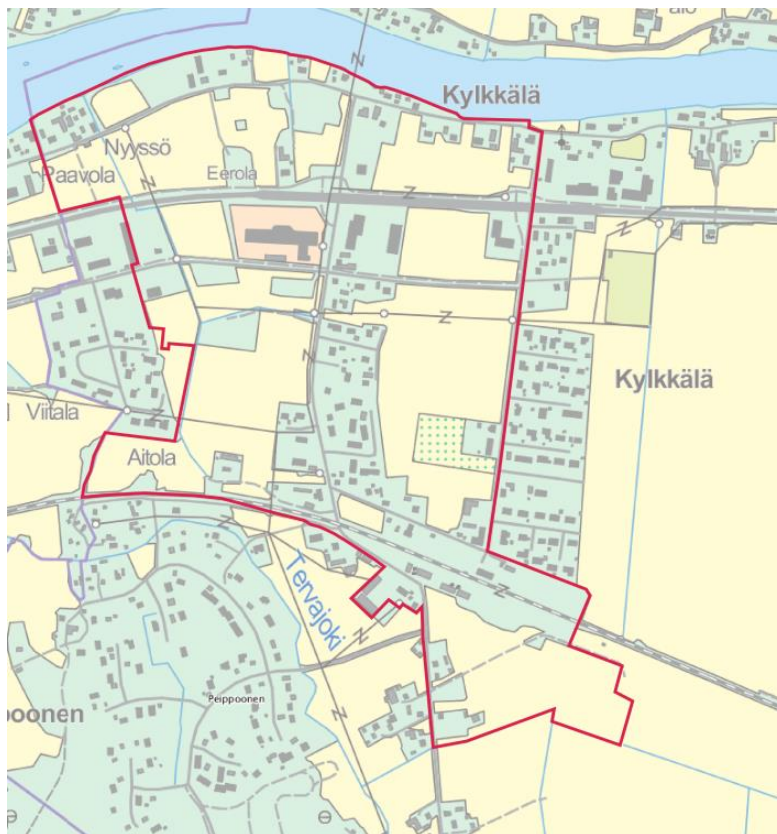 Kylkkälä
Nyyssö
Paavola
Eerola
Kylkkälä
Viitala
Aitola
Tervajoki
Peippoonen
poonen